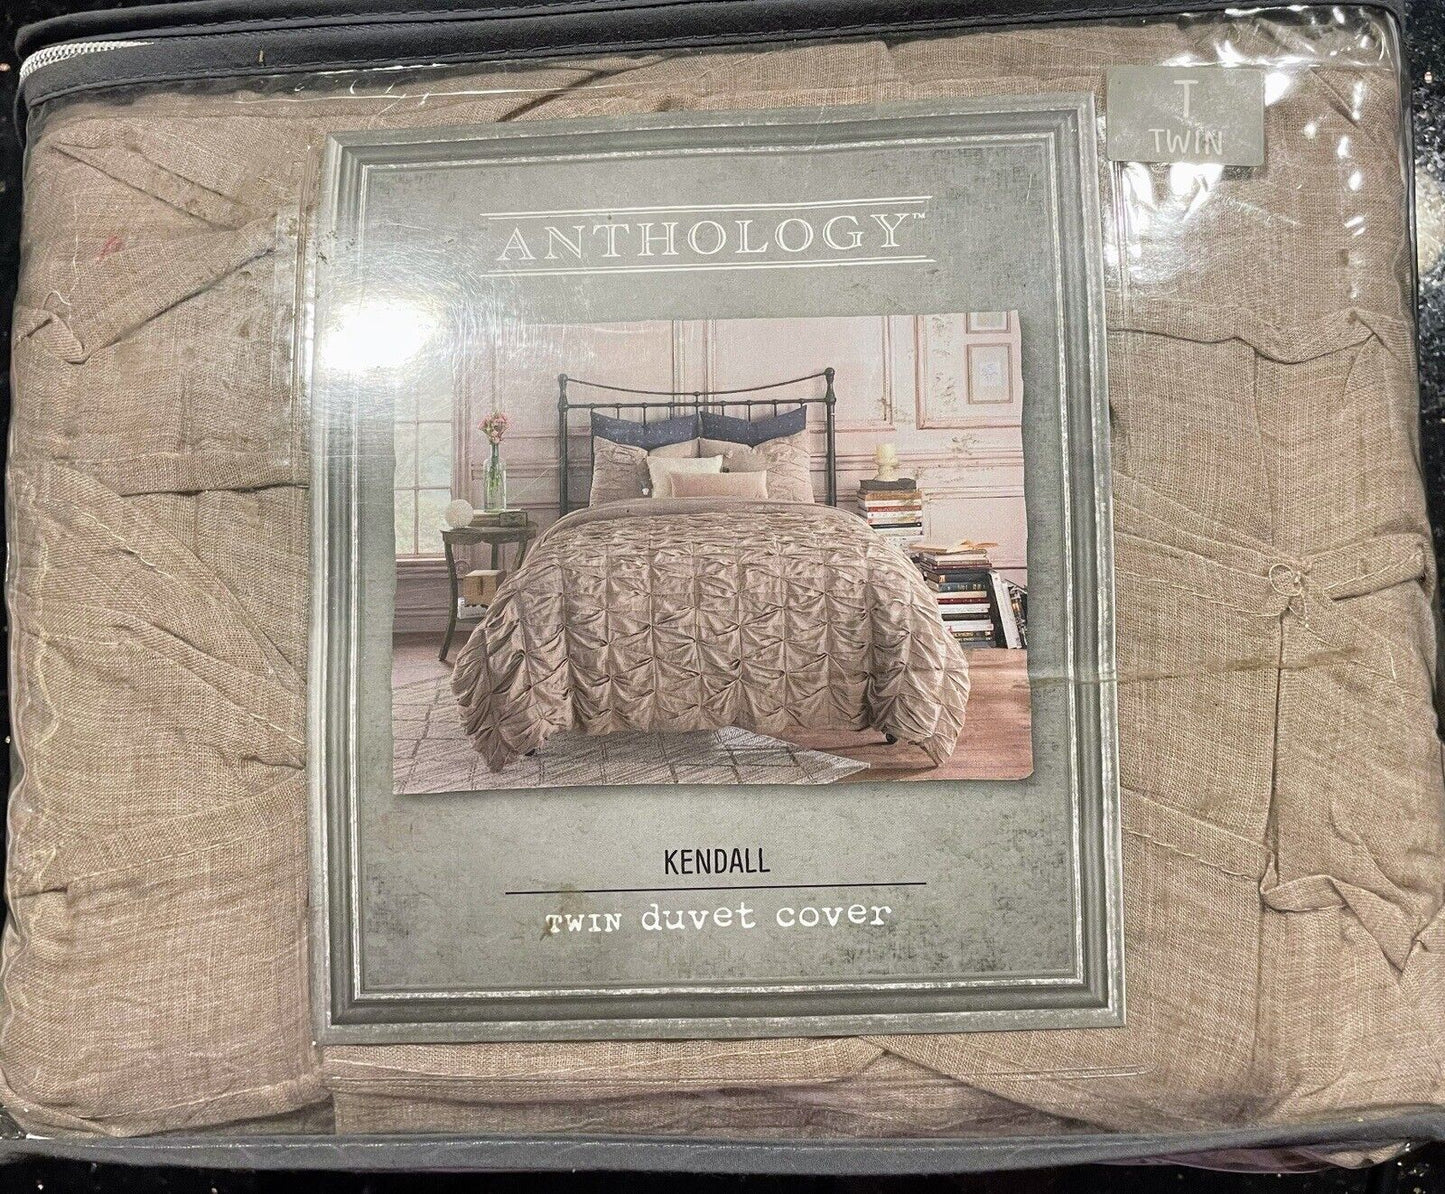 T
TWIN
ANTHOLOGY™
KENDALL
TWIN duvet cover